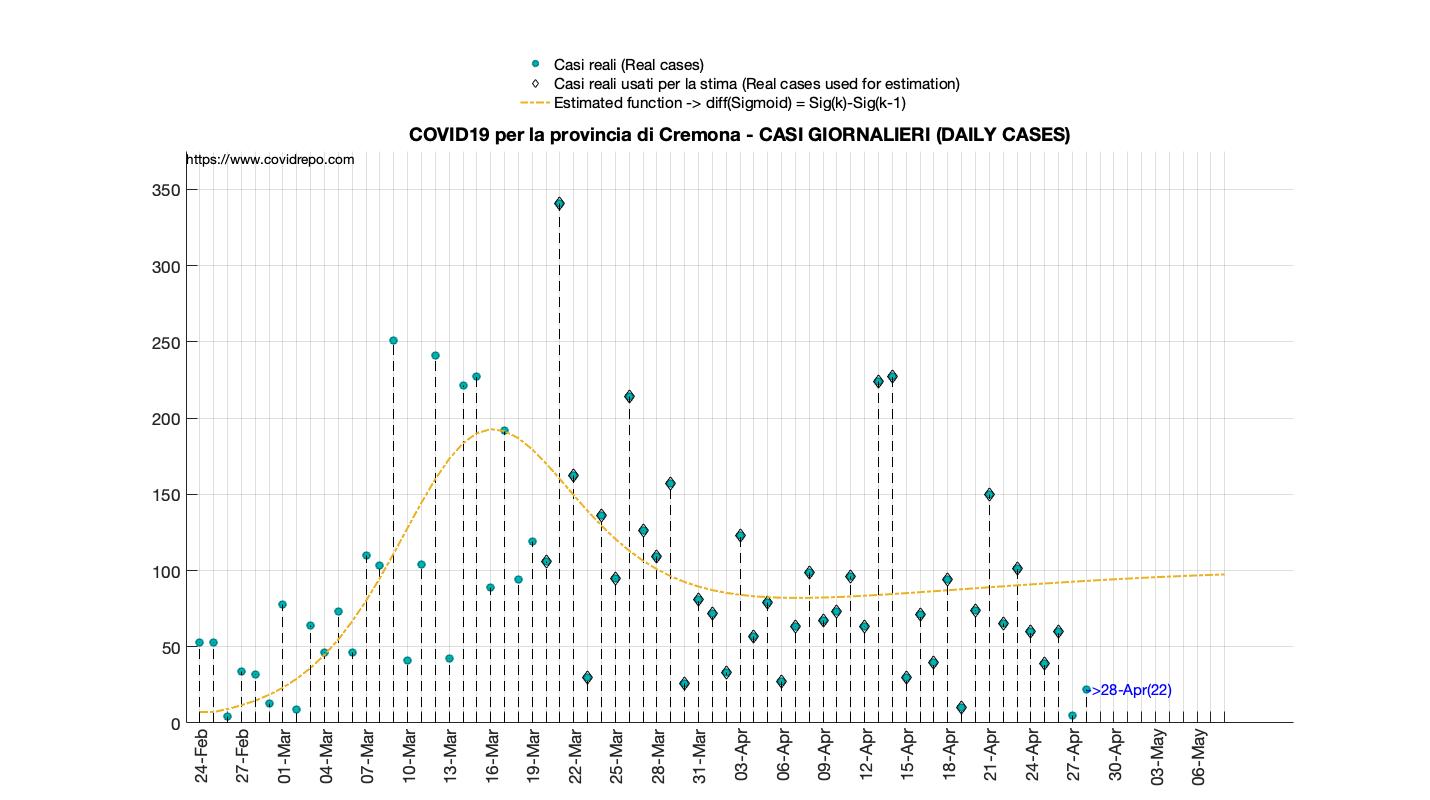 Casi reali (Real cases)
Casi reali usati per la stima (Real cases used for estimation)
Estimated function -> diff(Sigmoid) = Sig(k)-Sig(k-1)
COVID19 per la provincia di Cremona - CASI GIORNALIERI (DAILY CASES)
https://www.covidrepo.com
350
300
250
200
150
100
50
0
->28-Apr(22)
24-Feb
27-Feb
01-Mar
04-Mar
07-Mar
10-Mar
13-Mar
16-Mar
19-Mar
22-Mar
25-Mar
28-Mar
31-Mar
03-Apr
06-Apr
09-Apr
12-Apr
15-Apr
18-Apr
21-Apr
24-Apr
27-Apr
30-Apr
03-May
06-May